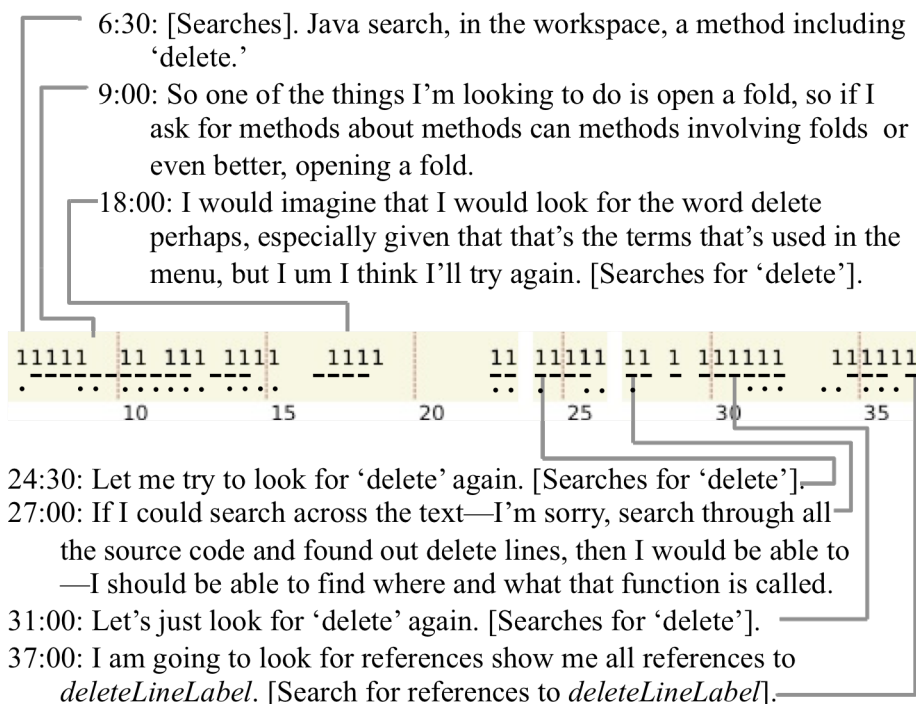 6:30: [Searches]. Java search, in the workspace, a method including
‘delete.’
9:00: So one of the things I’m looking to do is open a fold, so if I
ask for methods about methods can methods involving folds or
even better, opening a fold.
18:00: I would imagine that I would look for the word delete
perhaps, especially given that that’s the terms that’s used in the
menu, but I um I think I’ll try again. [Searches for ‘delete’].
11111 11 111 1111 1111 11 11111 11 1 111111 111111
10 15 20 25 30 35
24:30: Let me try to look for ‘delete’ again. [Searches for ‘delete’].
27:00: If I could search across the text—I’m sorry, search through all
the source code and found out delete lines, then I would be able to
—I should be able to find where and what that function is called.
31:00: Let’s just look for ‘delete’ again. [Searches for ‘delete’].
37:00: I am going to look for references show me all references to
deleteLineLabel. [Search for references to deleteLineLabel].